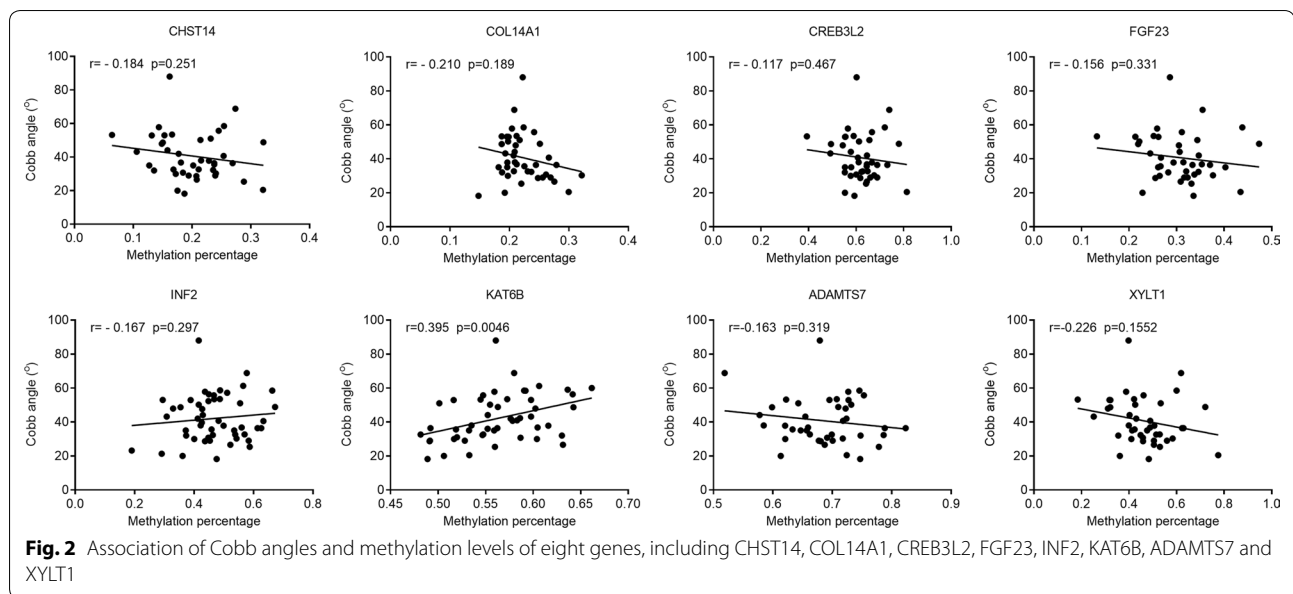 CHST14
r= - 0.184 p=0.251
Cobb angle (°)
100
80
60
40
20
0
0.0 0.1 0.2 0.3 0.4
Methylation percentage
COL14A1
r= - 0.210 p=0.189
Cobb angle (°)
100
80
60
40
20
0
0.0 0.1 0.2 0.3 0.4
Methylation percentage
CREB3L2
r= - 0.117 p=0.467
Cobb angle (°)
100
80
60
40
20
0
0.0 0.2 0.4 0.6 0.8 1.0
Methylation percentage
FGF23
r= - 0.156 p=0.331
Cobb angle (°)
100
80
60
40
20
0
0.0 0.1 0.2 0.3 0.4 0.5
Methylation percentage
INF2
r= - 0.167 p=0.297
Cobb angle (°)
100
80
60
40
20
0
0.0 0.2 0.4 0.6 0.8
Methylation percentage
KAT6B
r=0.395 p=0.0046
Cobb angle (°)
100
80
60
40
20
0
0.45 0.50 0.55 0.60 0.65 0.70
Methylation percentage
ADAMTS7
r=-0.163 p=0.319
Cobb angle (°)
100
80
60
40
20
0
0.5 0.6 0.7 0.8 0.9
Methylation percentage
XYLT1
r=-0.226 p=0.1552
Cobb angle (°)
100
80
60
40
20
0
0.0 0.2 0.4 0.6 0.8 1.0
Methylation percentage
Fig. 2 Association of Cobb angles and methylation levels of eight genes, including CHST14, COL14A1, CREB3L2, FGF23, INF2, KAT6B, ADAMTS7 and
XYLT1